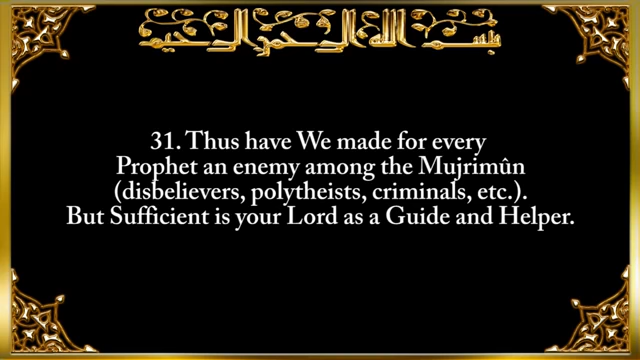 بسم الله الرحمن الرحيم
31. Thus have We made for every
Prophet an enemy among the Mujrimûn
(disbelievers, polytheists, criminals, etc.).
But Sufficient is your Lord as a Guide and Helper.